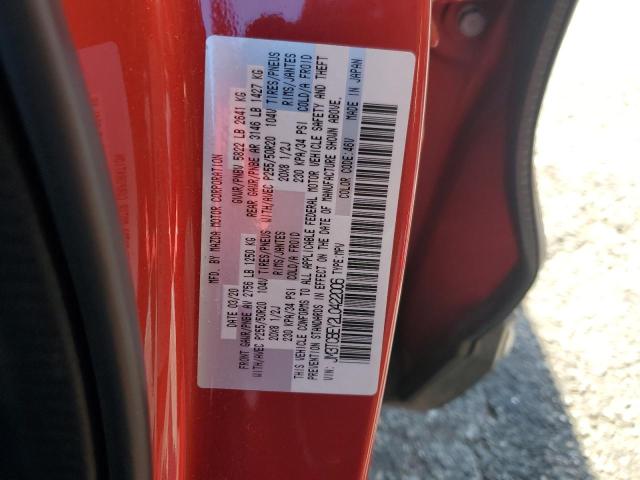 MFD. BY MAZDA MOTOR CORPORATION
DATE 03/20 GVWR/PNBV 5822 LB 2641 KG
FRONT GAWR/PNBE AV 2756 LB 1250 KG REAR GAWR/PNBE AR 3146 LB 1427 KG
WITH/AVEC P255/50R20 104V TIRES/PNEUS WITH/AVEC P255/50R20 104V TIRES/PNEUS
20X8 1/2J RIMS/JANTES 20X8 1/2J RIMS/JANTES
230 KPA/34 PSI COLD/A FROID 230 KPA/34 PSI COLD/A FROID
THIS VEHICLE CONFORMS TO ALL APPLICABLE FEDERAL MOTOR VEHICLE SAFETY AND THEFT
PREVENTION STANDARDS IN EFFECT ON THE DATE OF MANUFACTURE SHOWN ABOVE.
VIN: JM3TCBEY2L0422005 TYPE MPV COLOR CODE:46V MADE IN JAPAN